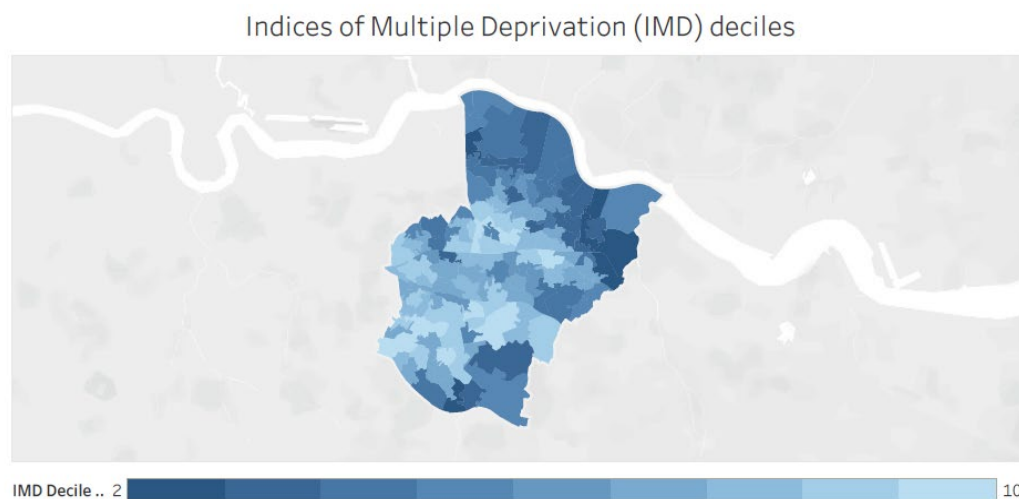 Indices of Multiple Deprivation (IMD) deciles
IMD Decile .. 2 10